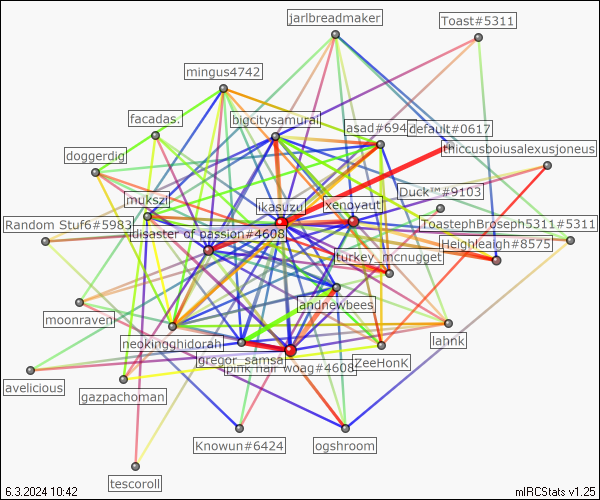 jarlbreadmaker
Toast#5311
mingus4742
bigcitysamurai
facadas.
asad#694
default#0617
thiccusboiusalexusjoneus
doggerdig
mukszil
ikasuzu
xenoyaut
Duck™#9103
Random Stuf6#5983
disaster of passion#4608
ToastephBroseph5311#5311
Heighleaigh#8575
turkey_mcnugget
andnewbees
moonraven
neokingghidorah
lahnk
gregor_samsa
pink hair woag#4608
ZeeHonK
avelicious
gazpachoman
Knowun#6424
ogshroom
tescoroll
6.3.2024 10:42
mIRCStats v1.25